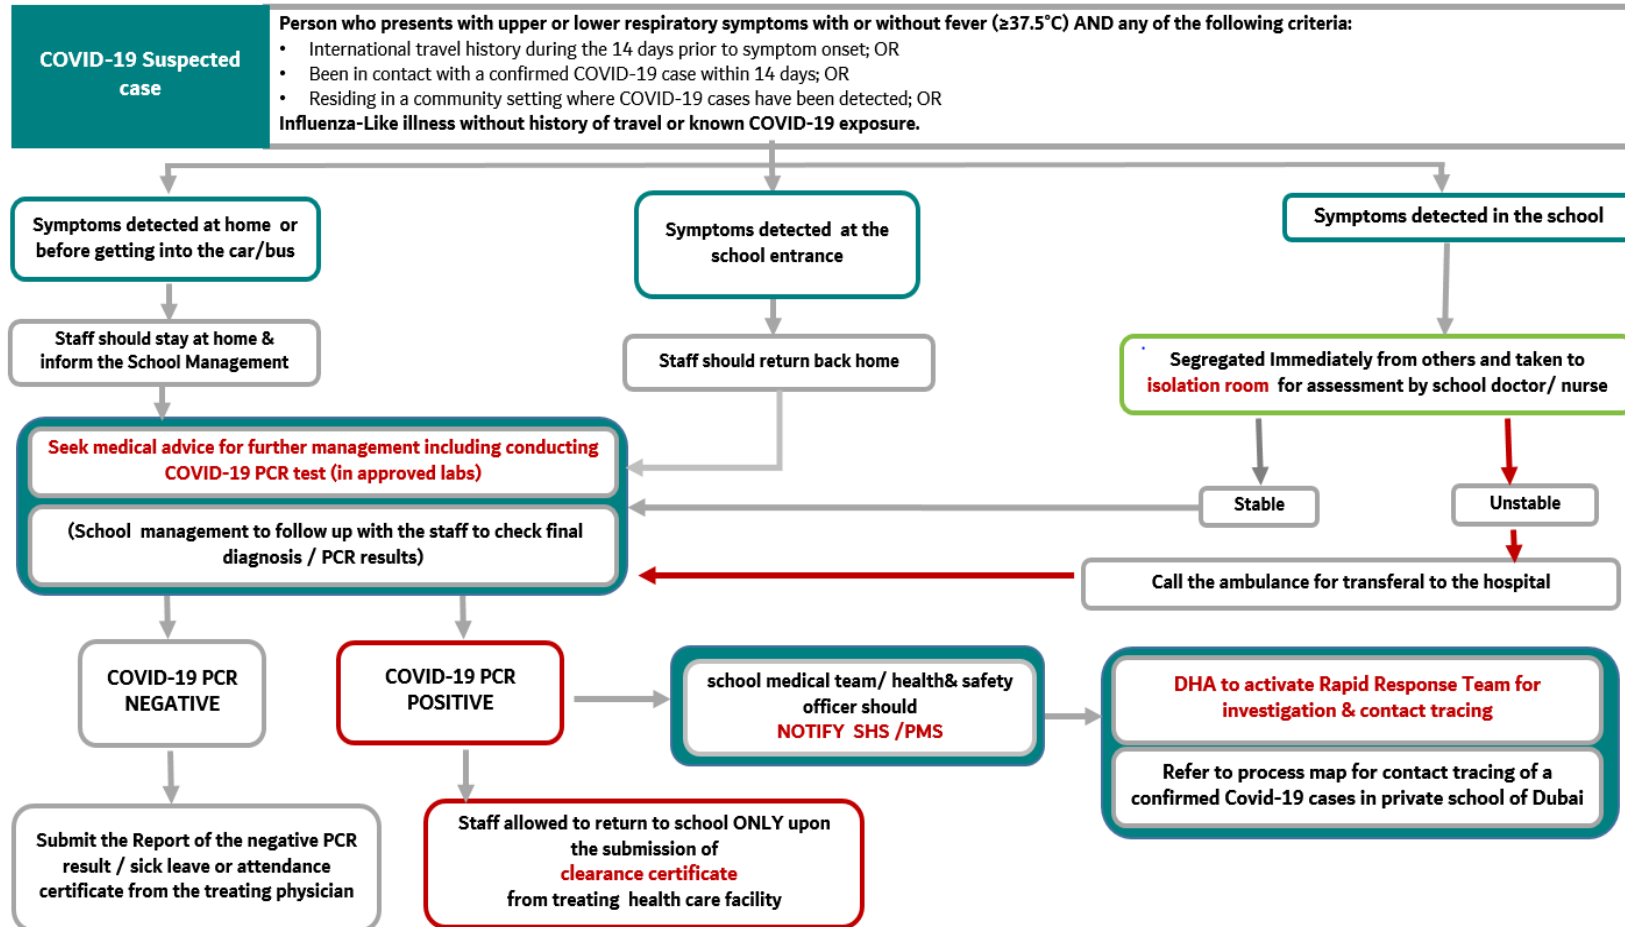 COVID-19 Suspected
case
Person who presents with upper or lower respiratory symptoms with or without fever (≥37.5°C) AND any of the following criteria:
• International travel history during the 14 days prior to symptom onset; OR
• Been in contact with a confirmed COVID-19 case within 14 days; OR
• Residing in a community setting where COVID-19 cases have been detected; OR
Influenza-Like illness without history of travel or known COVID-19 exposure.
Symptoms detected at home or
before getting into the car/bus
Symptoms detected at the
school entrance
Symptoms detected in the school
Staff should stay at home &
inform the School Management
Staff should return back home
Segregated Immediately from others and taken to
isolation room for assessment by school doctor/ nurse
Seek medical advice for further management including conducting
COVID-19 PCR test (in approved labs)
(School management to follow up with the staff to check final
diagnosis / PCR results)
Stable
Unstable
Call the ambulance for transferal to the hospital
COVID-19 PCR
NEGATIVE
COVID-19 PCR
POSITIVE
school medical team/ health& safety
officer should
NOTIFY SHS /PMS
DHA to activate Rapid Response Team for
investigation & contact tracing
Refer to process map for contact tracing of a
confirmed Covid-19 cases in private school of Dubai
Submit the Report of the negative PCR
result / sick leave or attendance
certificate from the treating physician
Staff allowed to return to school ONLY upon
the submission of
clearance certificate
from treating health care facility